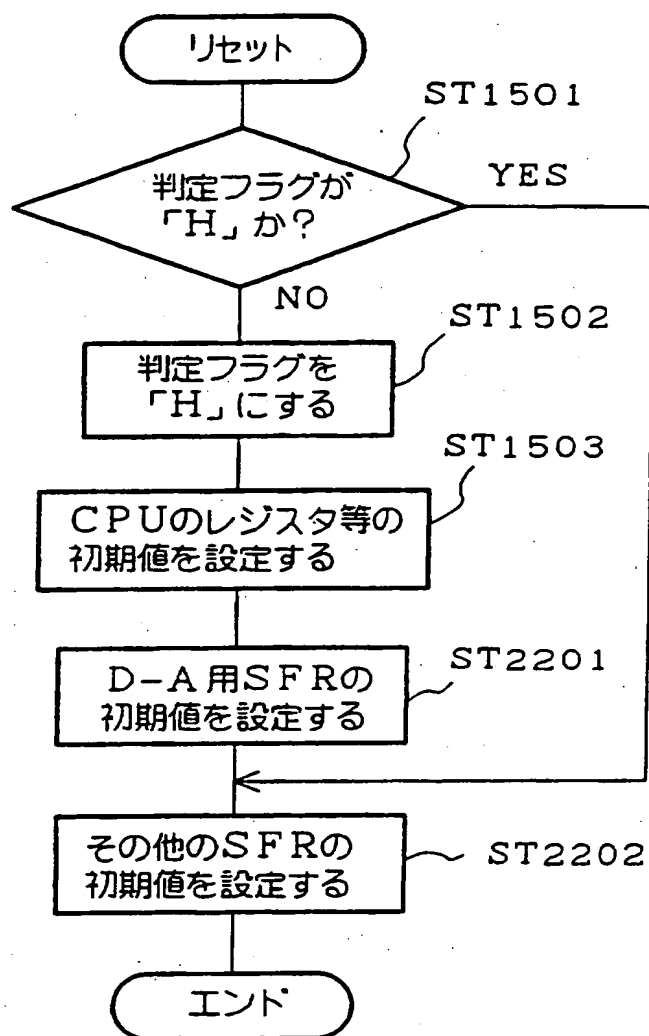 リセット
ST1501
判定フラグが
「H」か?
YES
NO
ST1502
判定フラグを
「H」にする
ST1503
CPUのレジスタ等の
初期値を設定する
ST2201
D-A用SFRの
初期値を設定する
その他のSFRの
初期値を設定する
ST2202
エンド